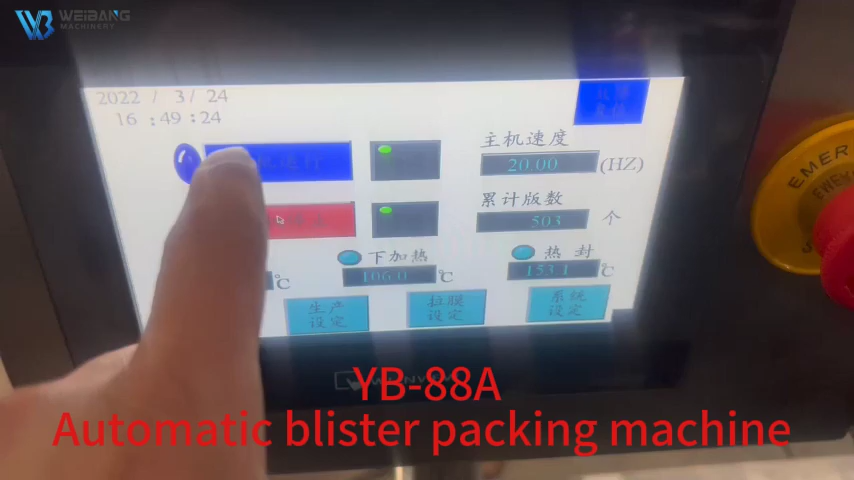 WEIBANG
MACHINERY
2022 / 3/ 24
16 :49 :24
主机速度
20.00 (HZ)
累计版数
503 个
下加热 热 封
℃ 106.0 ℃ 153.1 ℃
生产
设定
拉膜
设定
系统
设定
EMER
YB-88A
Automatic blister packing machine